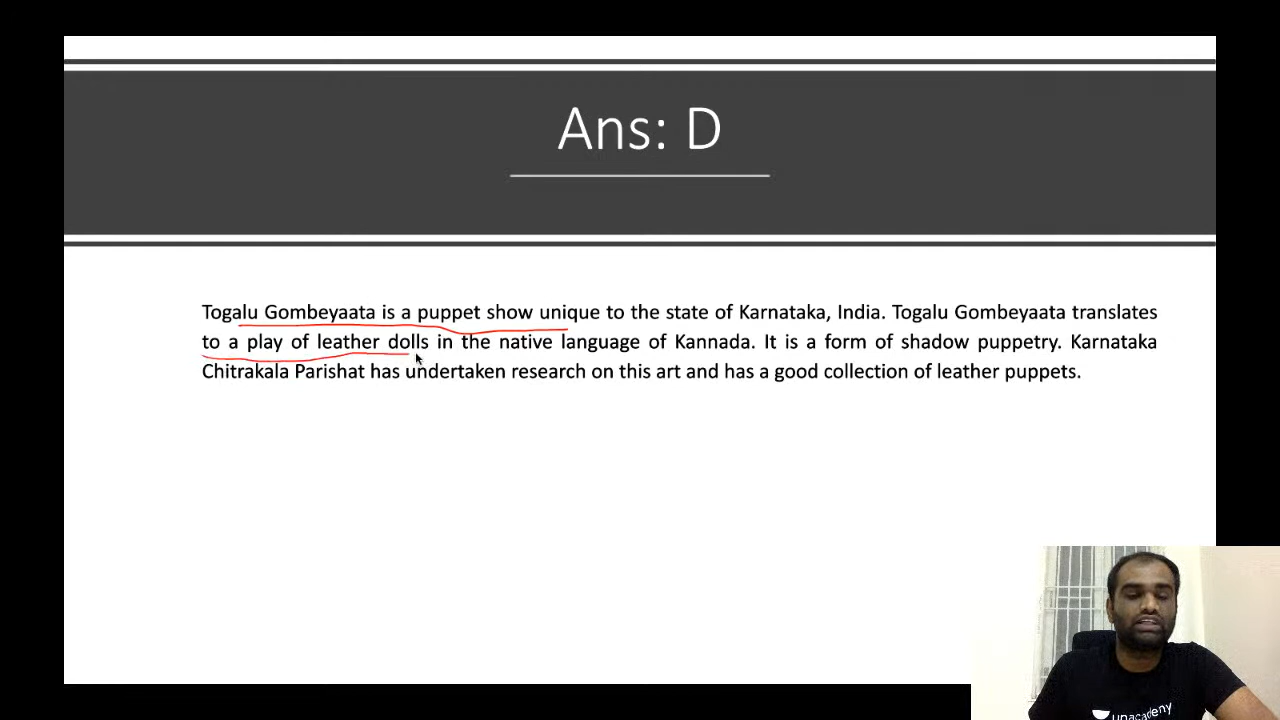 Ans: D
Togalu Gombeyaata is a puppet show unique to the state of Karnataka, India. Togalu Gombeyaata translates
to a play of leather dolls in the native language of Kannada. It is a form of shadow puppetry. Karnataka
Chitrakala Parishat has undertaken research on this art and has a good collection of leather puppets.
unacademy